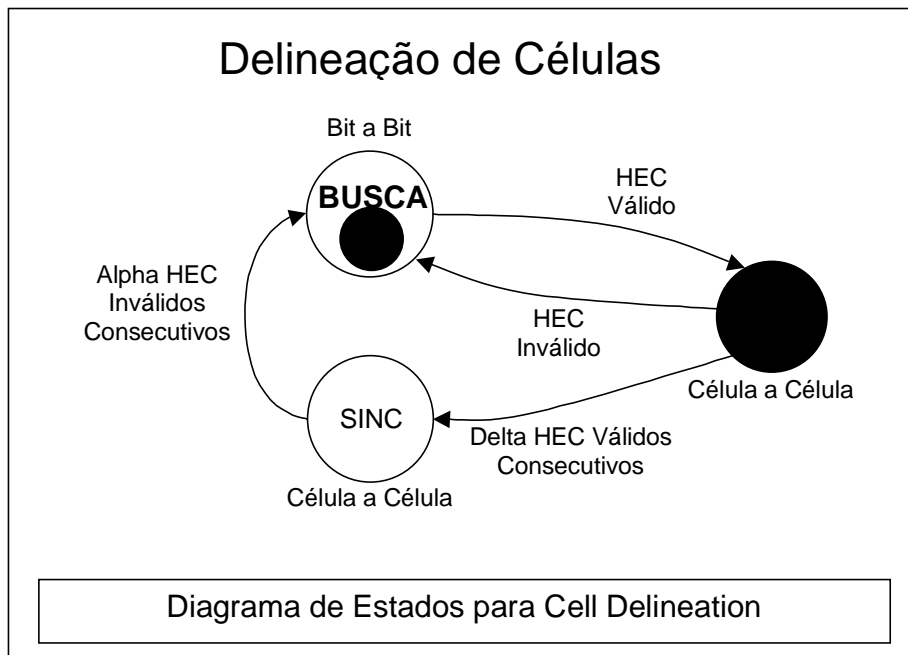 Delineação de Células
Bit a Bit
BUSCA
HEC
Válido
Alpha HEC
Inválidos
Consecutivos
HEC
Inválido
Célula a Célula
SINC
Delta HEC Válidos
Consecutivos
Célula a Célula
Diagrama de Estados para Cell Delineation